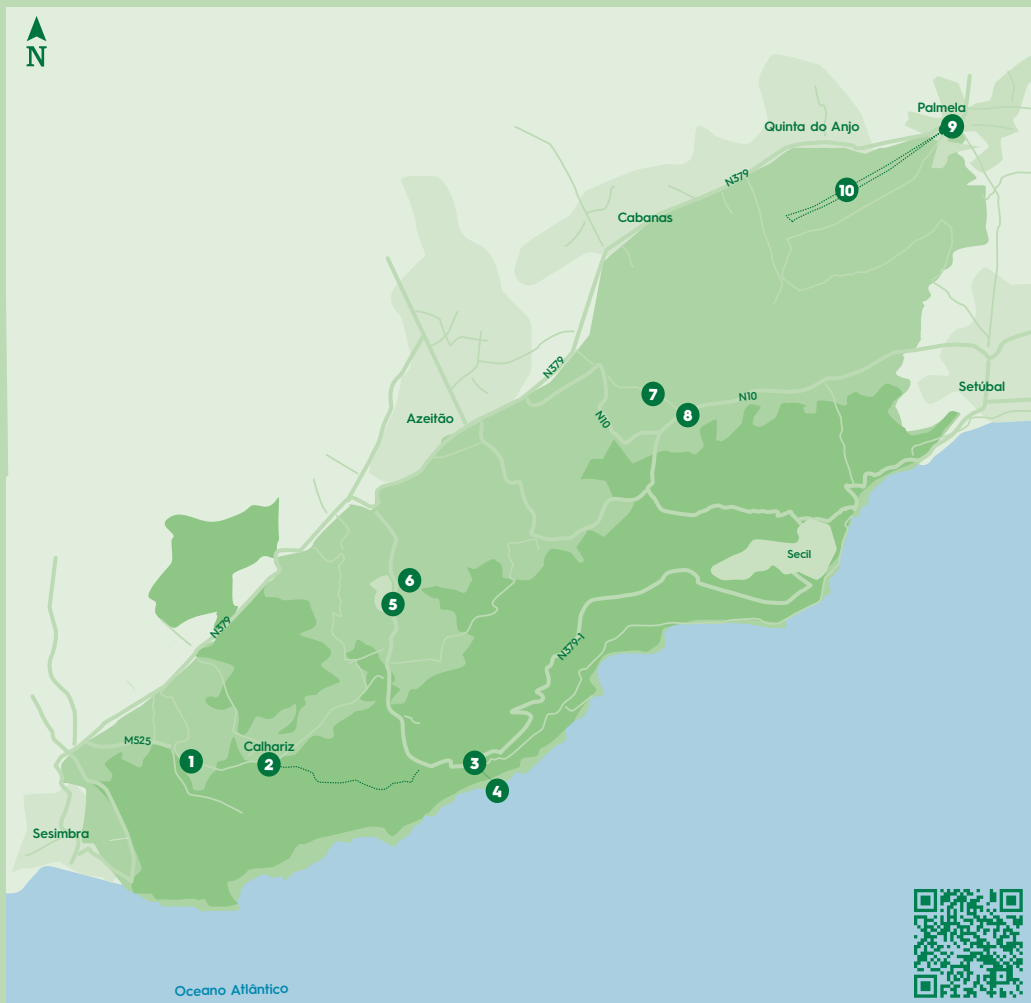 N
Palmela
9
Quinta do Anjo
N379
10
Cabanas
N379
7
Setúbal
N10
8
N10
Azeitão
Secil
6
5
N379
N379-1
M525
Calhariz
1
2
3
4
Sesimbra
Oceano Atlântico